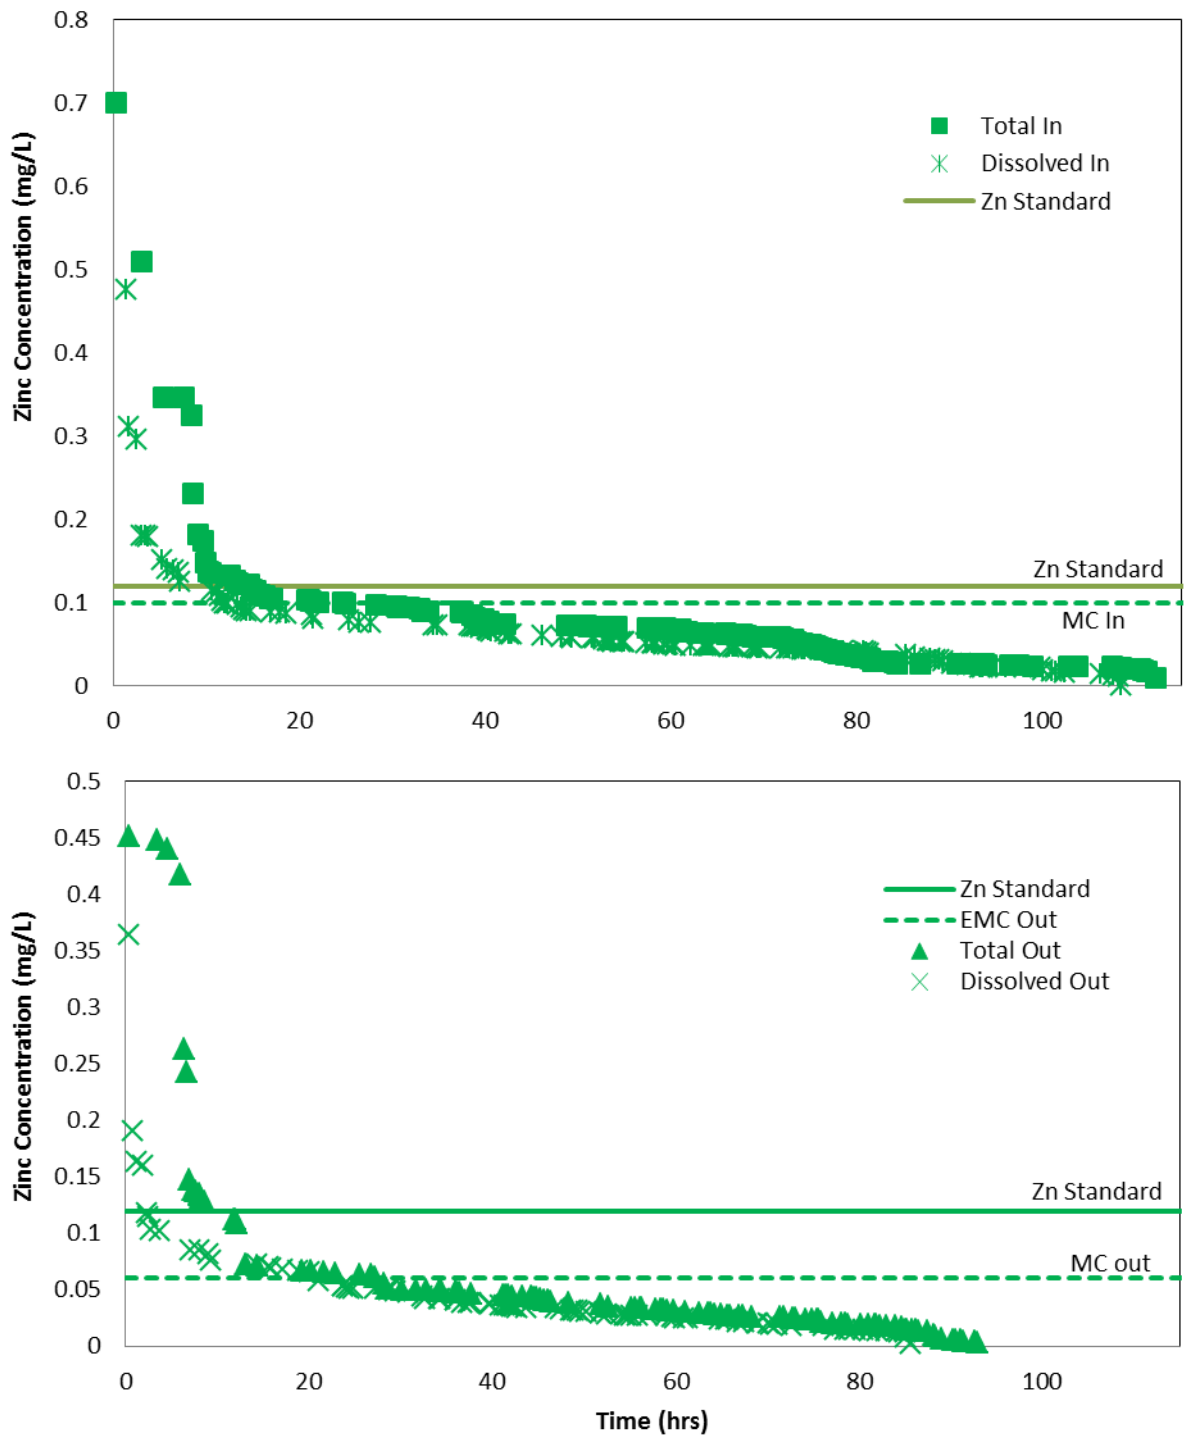 0.8
0.7
0.6
0.5
0.4
0.3
0.2
0.1
0
Zinc Concentration (mg/L)
Total In
Dissolved In
Zn Standard
Zn Standard
MC In
0 20 40 60 80 100
0.5
0.45
0.4
0.35
0.3
0.25
0.2
0.15
0.1
0.05
0
Zinc Concentration (mg/L)
Zn Standard
EMC Out
Total Out
Dissolved Out
Zn Standard
MC out
0 20 40 60 80 100
Time (hrs)